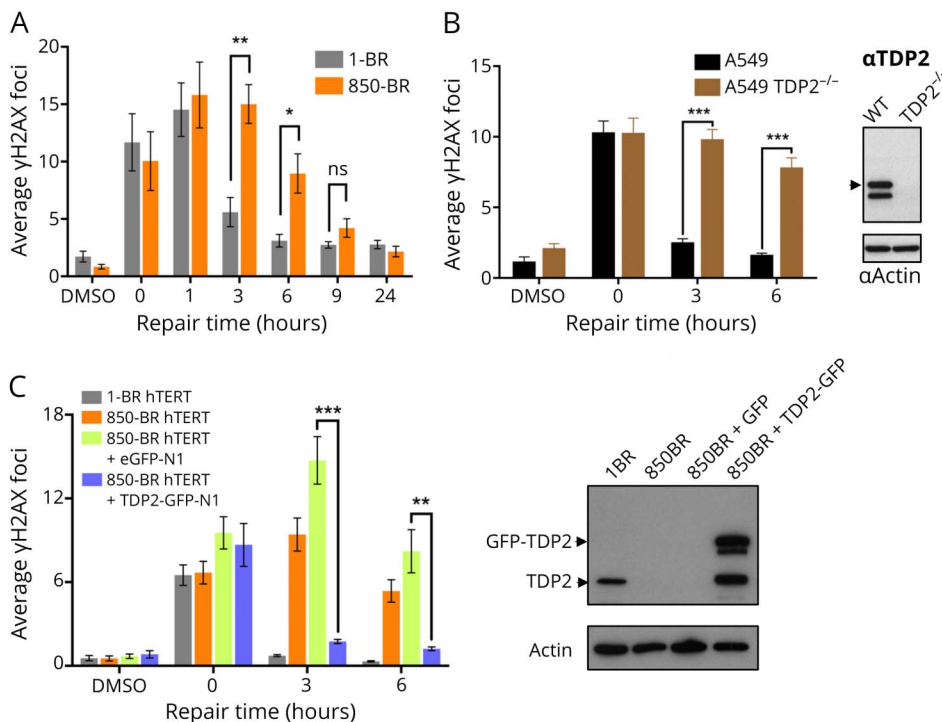 A
Average γH2AX foci
20
15
10
5
0
**
*
ns
1-BR
850-BR
DMSO 0 1 3 6 9 24
Repair time (hours)
B
Average γH2AX foci
15
10
5
0
A549
A549 TDP2⁻/⁻
***
***
DMSO 0 3 6
Repair time (hours)
αTDP2
WT
TDP2⁻/⁻
αActin
C
Average γH2AX foci
18
12
6
0
1-BR hTERT
850-BR hTERT
850-BR hTERT
+ eGFP-N1
850-BR hTERT
+ TDP2-GFP-N1
***
**
DMSO 0 3 6
Repair time (hours)
1BR
850BR
850BR + GFP
850BR + TDP2-GFP
GFP-TDP2
TDP2
Actin